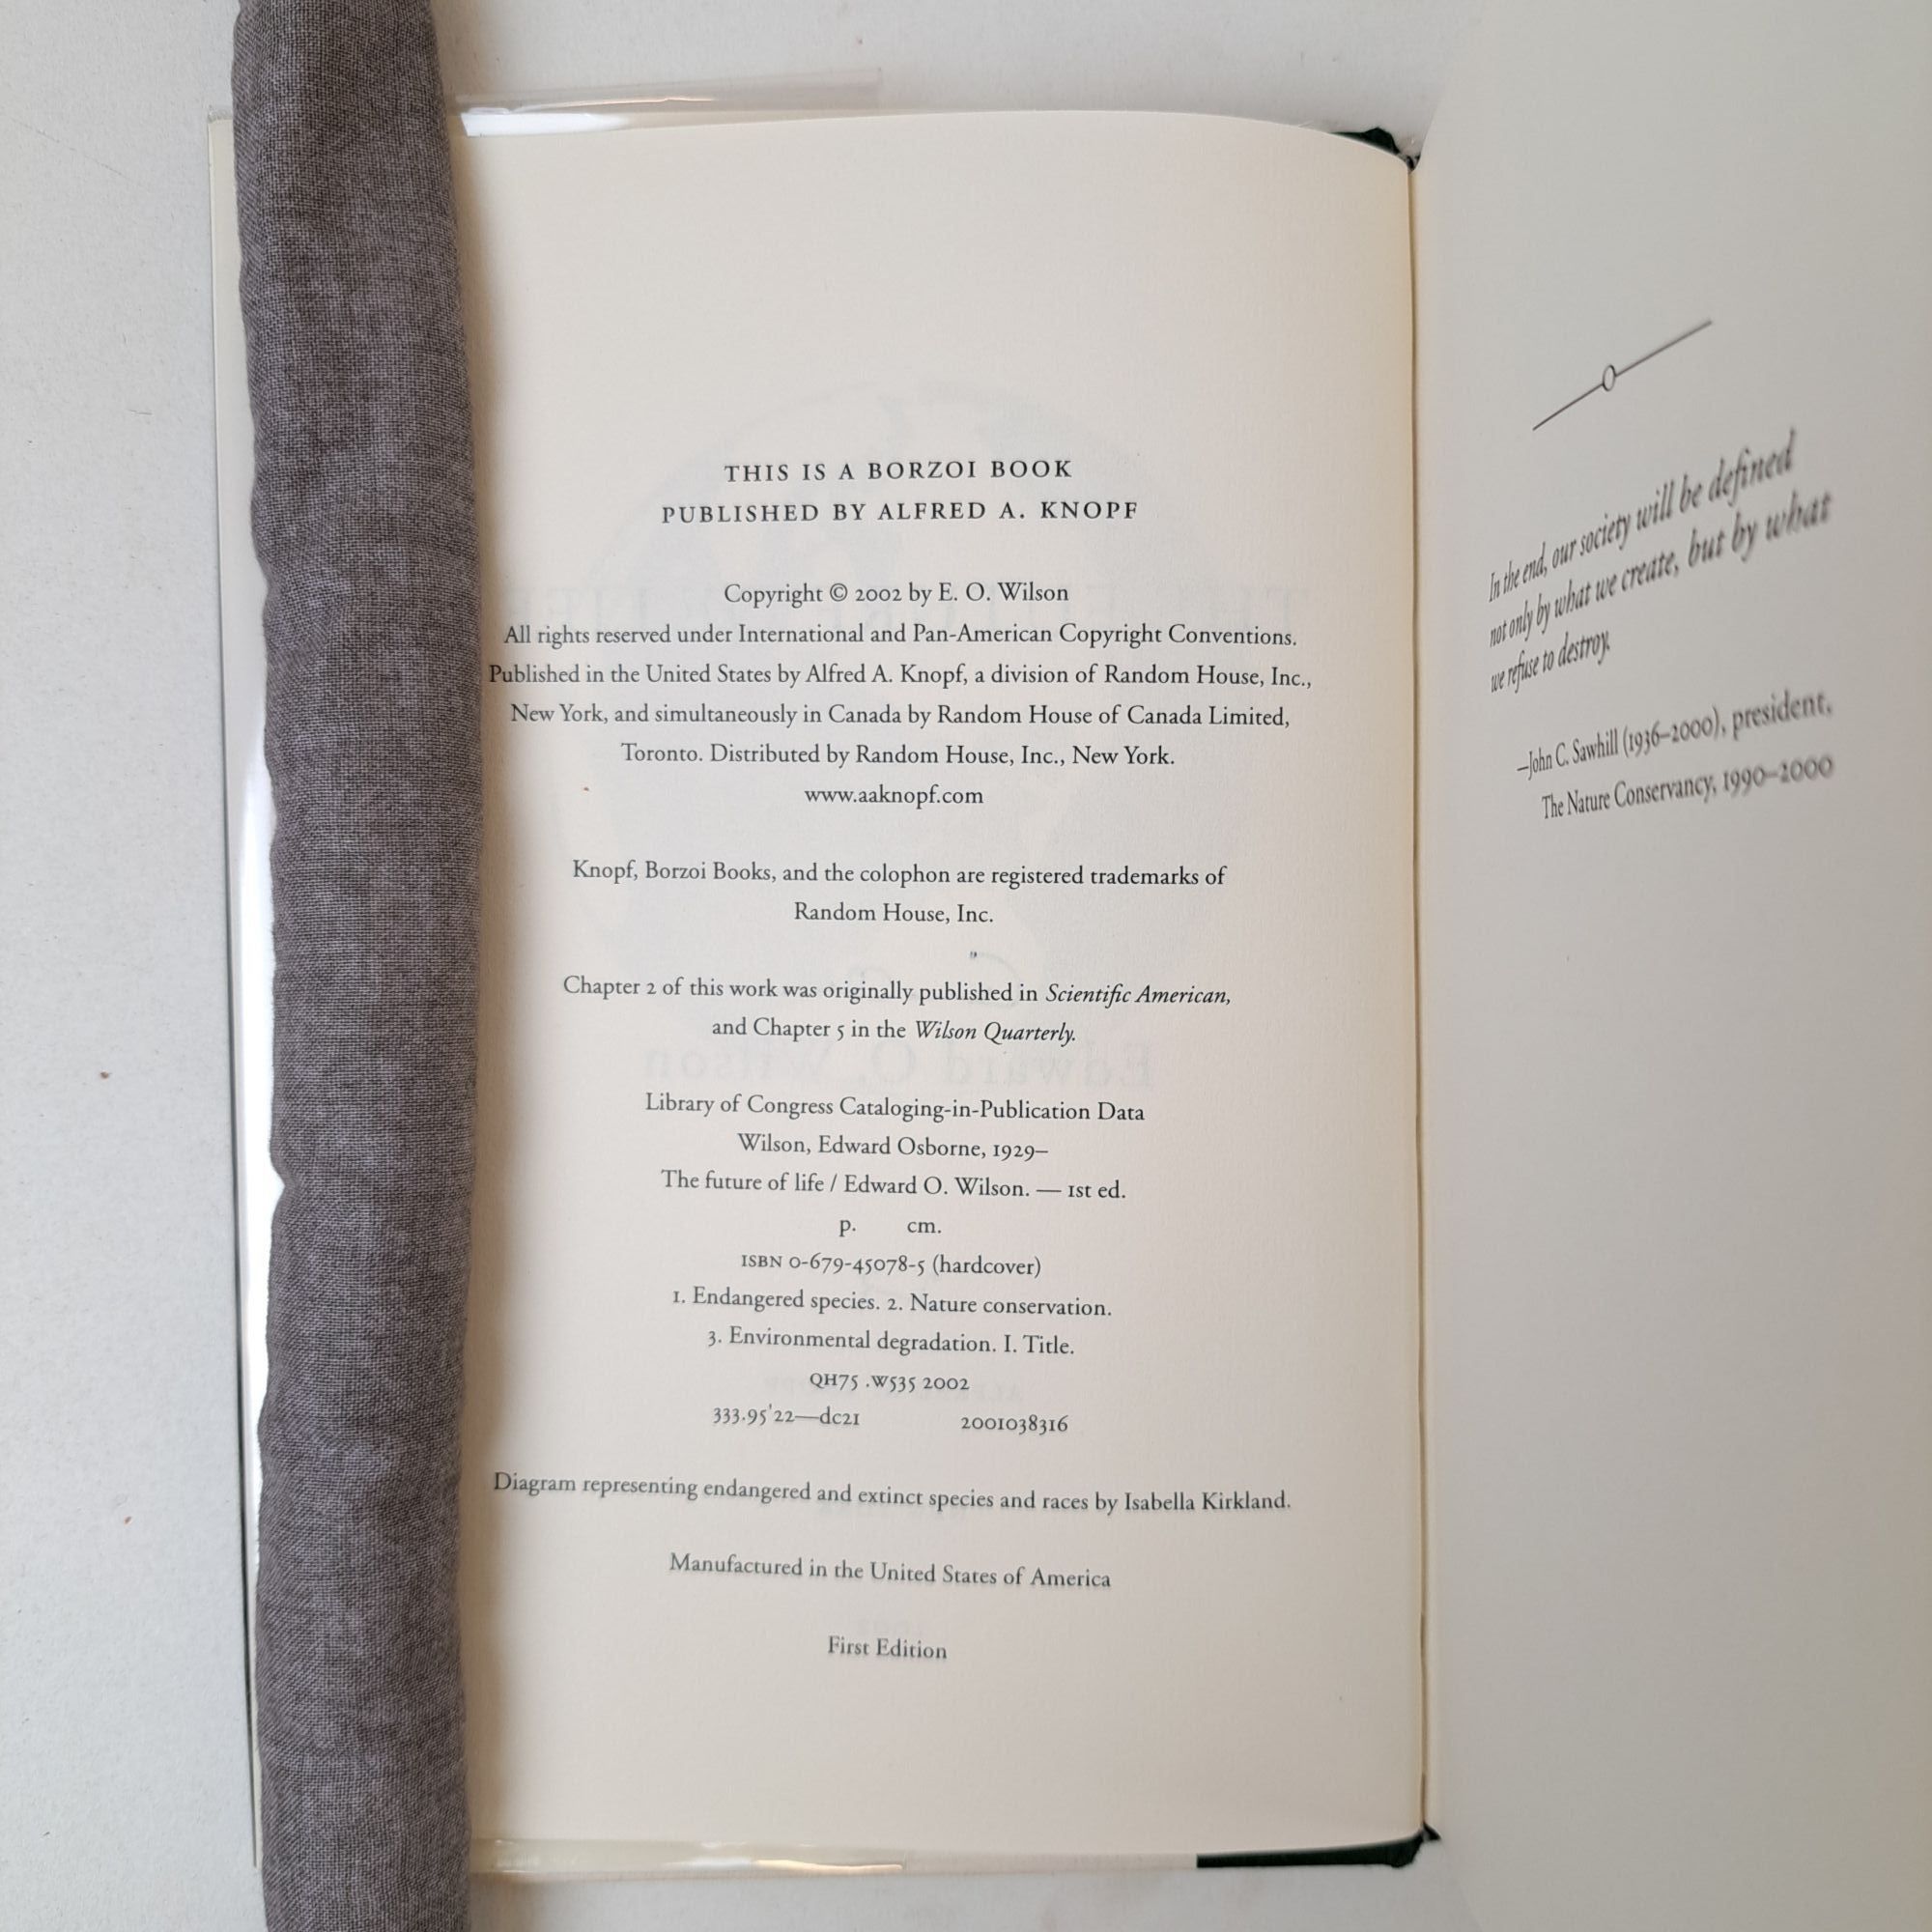 THIS IS A BORZOI BOOK
PUBLISHED BY ALFRED A. KNOPF
Copyright © 2002 by E. O. Wilson
All rights reserved under International and Pan-American Copyright Conventions.
Published in the United States by Alfred A. Knopf, a division of Random House, Inc.,
New York, and simultaneously in Canada by Random House of Canada Limited,
Toronto. Distributed by Random House, Inc., New York.
www.aaknopf.com
Knopf, Borzoi Books, and the colophon are registered trademarks of
Random House, Inc.
Chapter 2 of this work was originally published in Scientific American,
and Chapter 5 in the Wilson Quarterly.
Library of Congress Cataloging-in-Publication Data
Wilson, Edward Osborne, 1929–
The future of life / Edward O. Wilson. — 1st ed.
p. cm.
ISBN 0-679-45078-5 (hardcover)
1. Endangered species. 2. Nature conservation.
3. Environmental degradation. I. Title.
QH75 .W535 2002
333.95'22—dc21 2001038316
Diagram representing endangered and extinct species and races by Isabella Kirkland.
Manufactured in the United States of America
First Edition
In the end, our society will be defined
not only by what we create, but by what
we refuse to destroy.
—John C. Sawhill (1936–2000), president,
The Nature Conservancy, 1990–2000